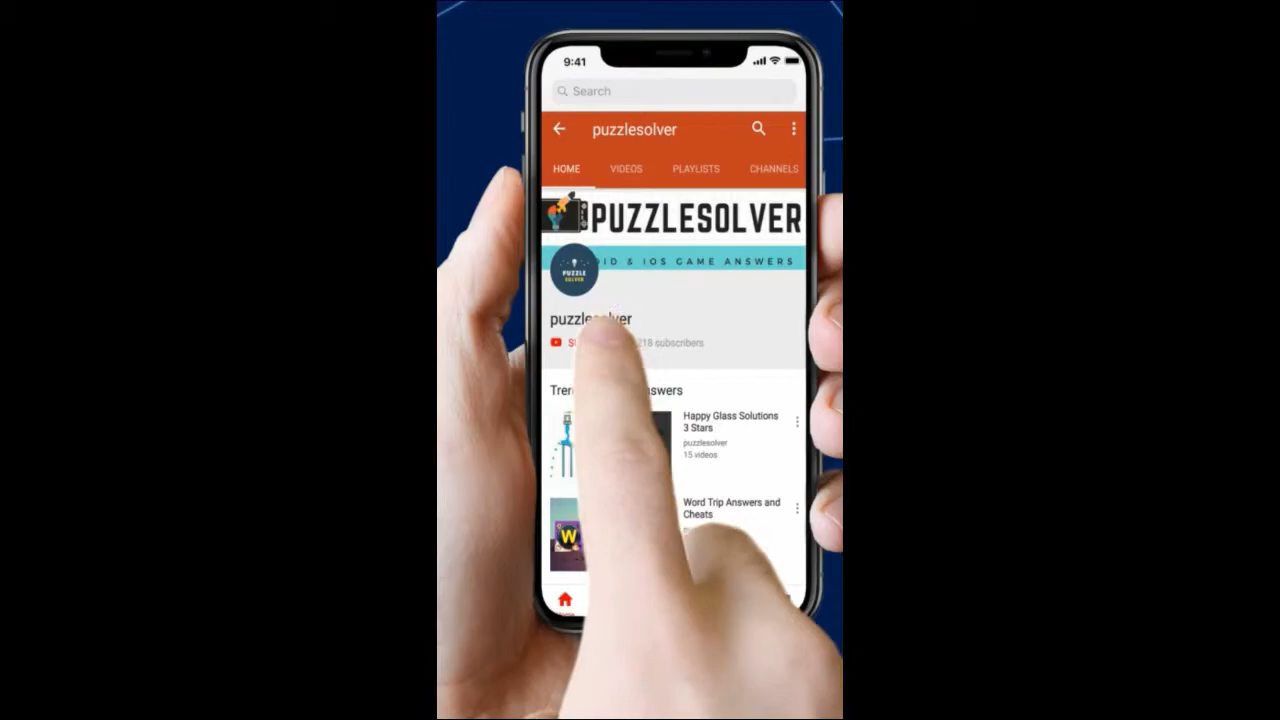 9:41
Search
puzzlesolver
HOME VIDEOS PLAYLISTS CHANNELS
PUZZLESOLVER
ID & IOS GAME ANSWERS
PUZZLE
SOLVER
puzzlesolver
218 subscribers
Happy Glass Solutions
3 Stars
puzzlesolver
15 videos
Word Trip Answers and
Cheats
W